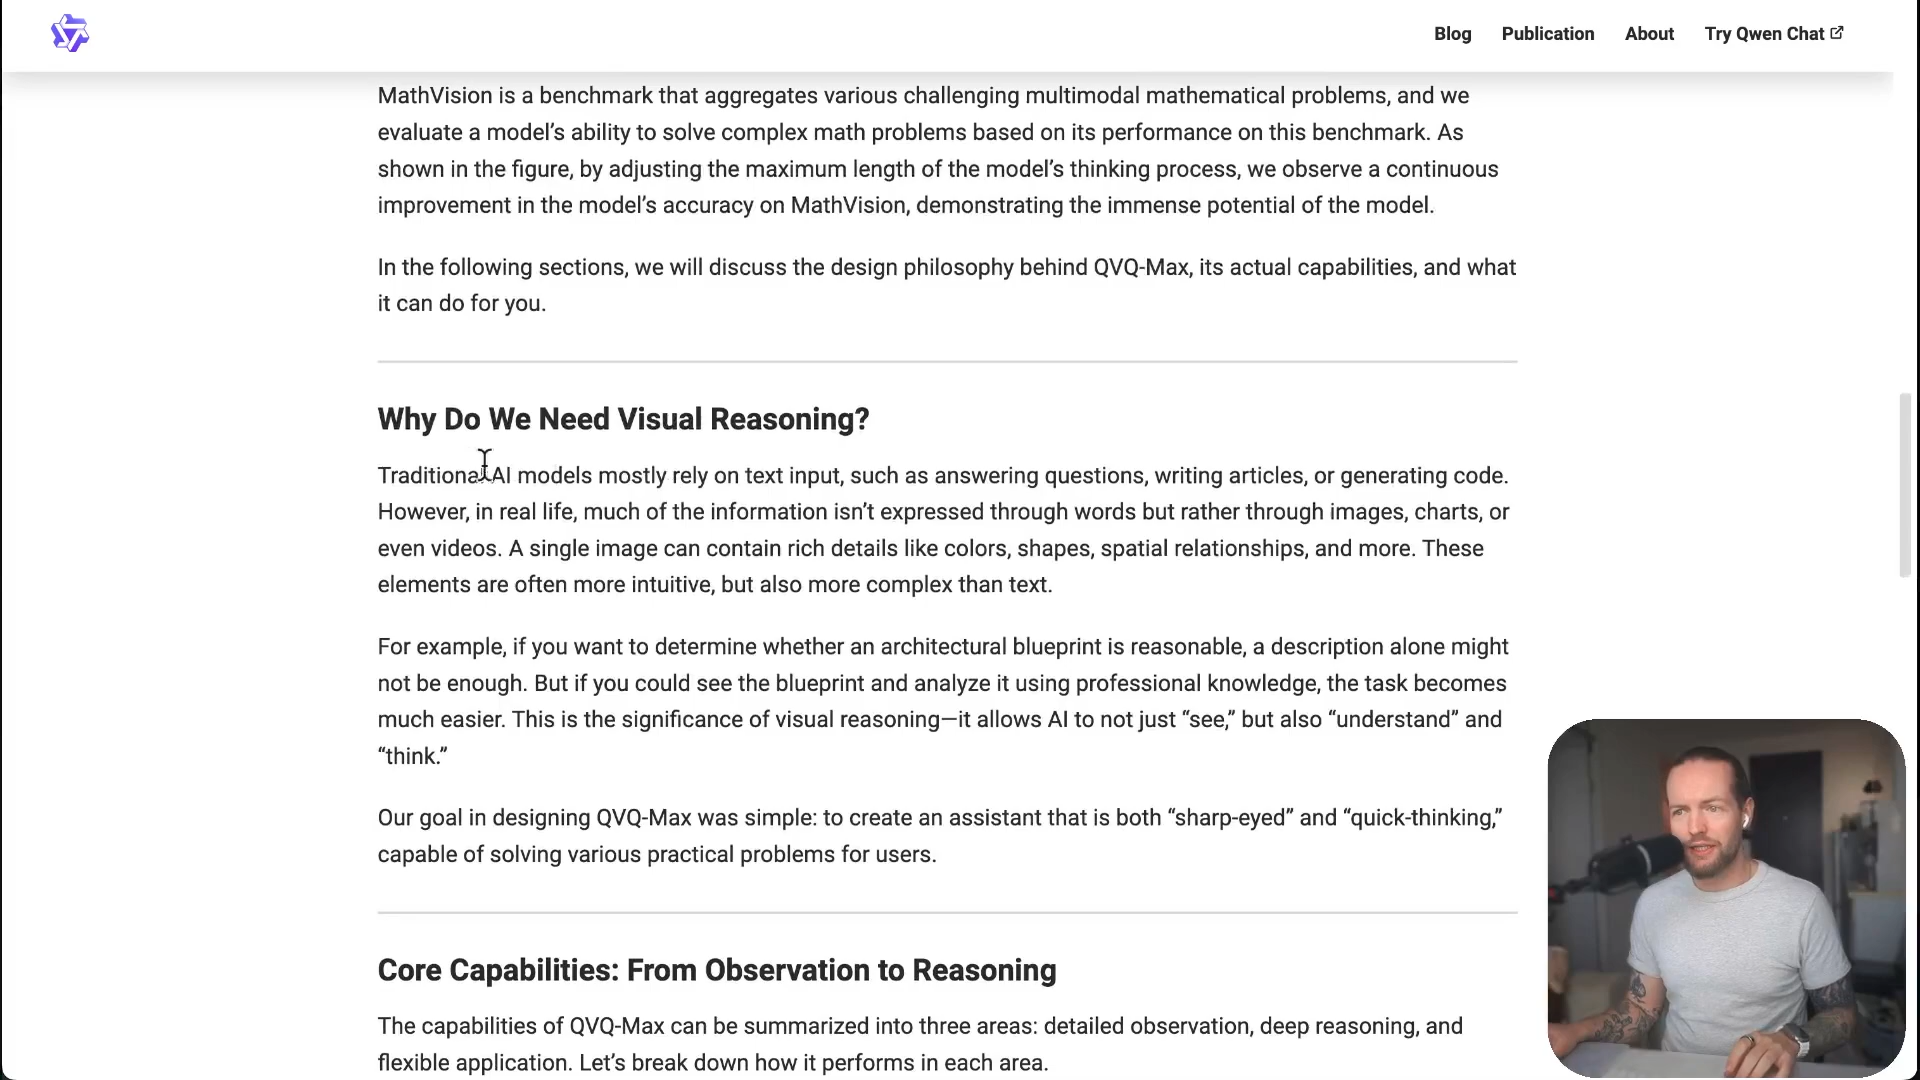 Blog Publication About Try Qwen Chat
MathVision is a benchmark that aggregates various challenging multimodal mathematical problems, and we
evaluate a model’s ability to solve complex math problems based on its performance on this benchmark. As
shown in the figure, by adjusting the maximum length of the model’s thinking process, we observe a continuous
improvement in the model’s accuracy on MathVision, demonstrating the immense potential of the model.
In the following sections, we will discuss the design philosophy behind QVQ-Max, its actual capabilities, and what
it can do for you.
Why Do We Need Visual Reasoning?
Traditional AI models mostly rely on text input, such as answering questions, writing articles, or generating code.
However, in real life, much of the information isn’t expressed through words but rather through images, charts, or
even videos. A single image can contain rich details like colors, shapes, spatial relationships, and more. These
elements are often more intuitive, but also more complex than text.
For example, if you want to determine whether an architectural blueprint is reasonable, a description alone might
not be enough. But if you could see the blueprint and analyze it using professional knowledge, the task becomes
much easier. This is the significance of visual reasoning—it allows AI to not just “see,” but also “understand” and
“think.”
Our goal in designing QVQ-Max was simple: to create an assistant that is both “sharp-eyed” and “quick-thinking,”
capable of solving various practical problems for users.
Core Capabilities: From Observation to Reasoning
The capabilities of QVQ-Max can be summarized into three areas: detailed observation, deep reasoning, and
flexible application. Let’s break down how it performs in each area.